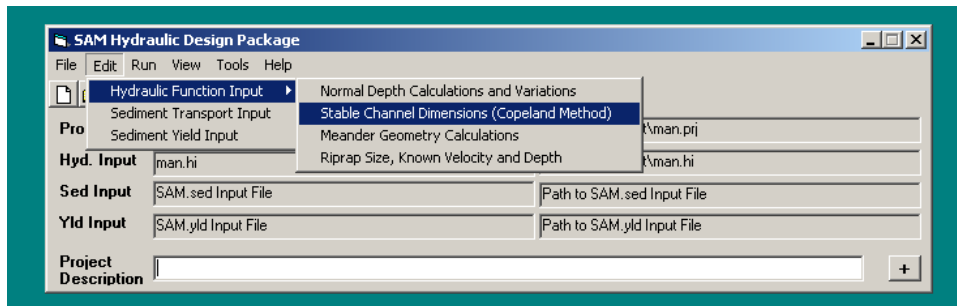 SAM Hydraulic Design Package
File Edit Run View Tools Help
Hydraulic Function Input
Sediment Transport Input
Sediment Yield Input
Normal Depth Calculations and Variations
Stable Channel Dimensions (Copeland Method)
Meander Geometry Calculations
Riprap Size, Known Velocity and Depth
Pro t\man.prj
Hyd. Input man.hi t\man.hi
Sed Input SAM.sed Input File Path to SAM.sed Input File
Yld Input SAM.yld Input File Path to SAM.yld Input File
Project
Description +